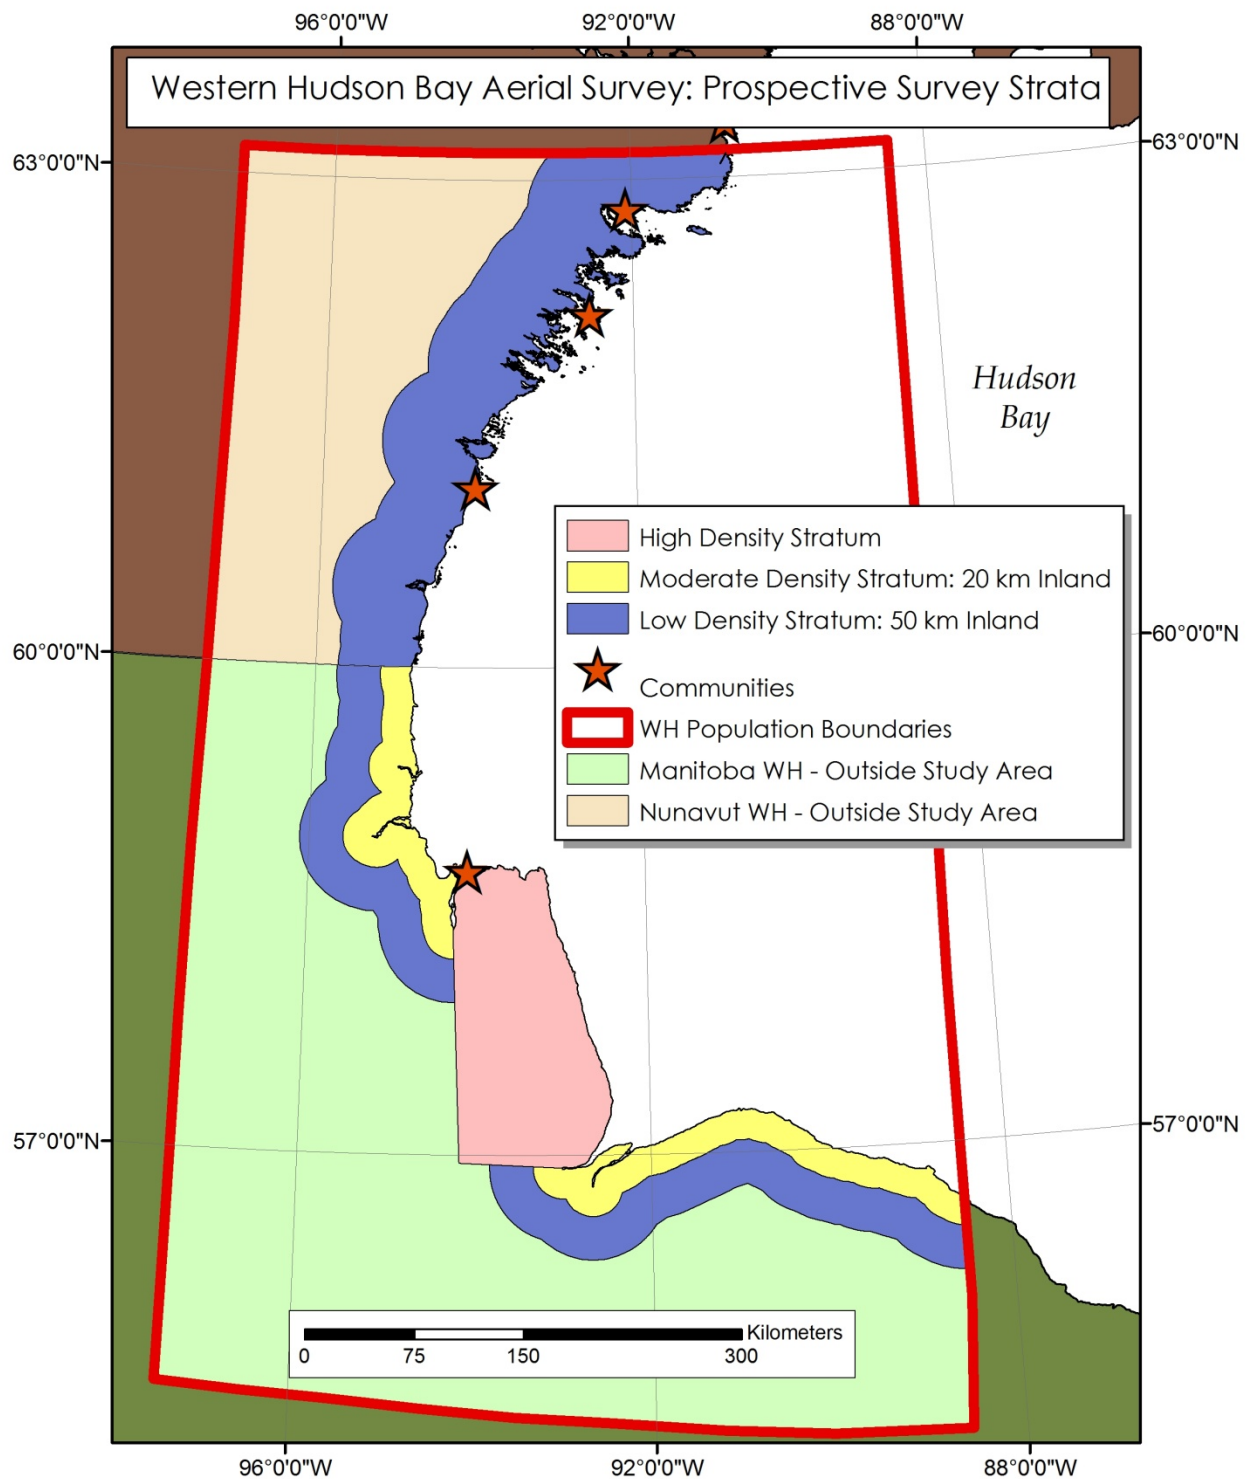 96°0'0"W 92°0'0"W 88°0'0"W
Western Hudson Bay Aerial Survey: Prospective Survey Strata
63°0'0"N 63°0'0"N
Hudson
Bay
High Density Stratum
Moderate Density Stratum: 20 km Inland
Low Density Stratum: 50 km Inland
60°0'0"N 60°0'0"N
Communities
WH Population Boundaries
Manitoba WH - Outside Study Area
Nunavut WH - Outside Study Area
57°0'0"N 57°0'0"N
Kilometers
0 75 150 300
96°0'0"W 92°0'0"W 88°0'0"W